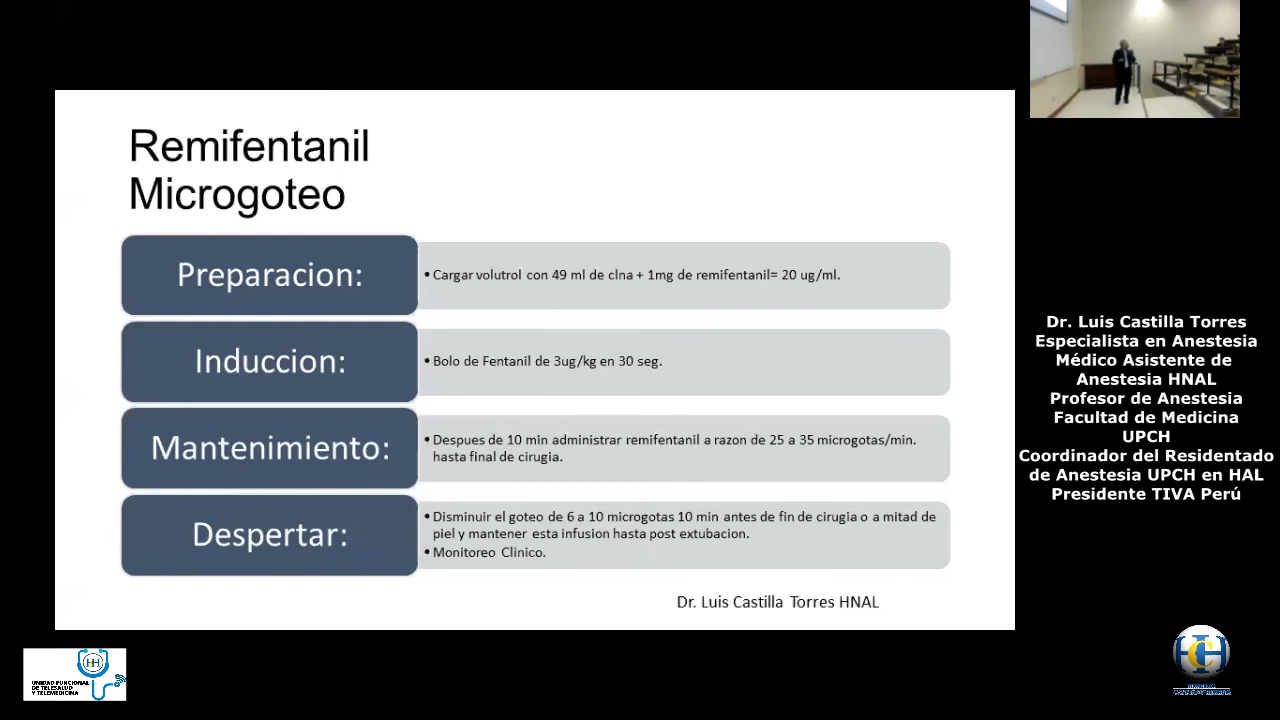 Remifentanil
Microgoteo
Preparacion:
• Cargar volutrol con 49 ml de clna + 1mg de remifentanil= 20 ug/ml.
Induccion:
• Bolo de Fentanil de 3ug/kg en 30 seg.
Mantenimiento:
• Despues de 10 min administrar remifentanil a razon de 25 a 35 microgotas/min.
hasta final de cirugia.
Despertar:
• Disminuir el goteo de 6 a 10 microgotas 10 min antes de fin de cirugia o a mitad de
piel y mantener esta infusion hasta post extubacion.
• Monitoreo Clinico.
Dr. Luis Castilla Torres HNAL
Dr. Luis Castilla Torres
Especialista en Anestesia
Médico Asistente de
Anestesia HNAL
Profesor de Anestesia
Facultad de Medicina
UPCH
Coordinador del Residentado
de Anestesia UPCH en HAL
Presidente TIVA Perú
UNIDAD FUNCIONAL
DE TELESALUD
Y TELEMEDICINA